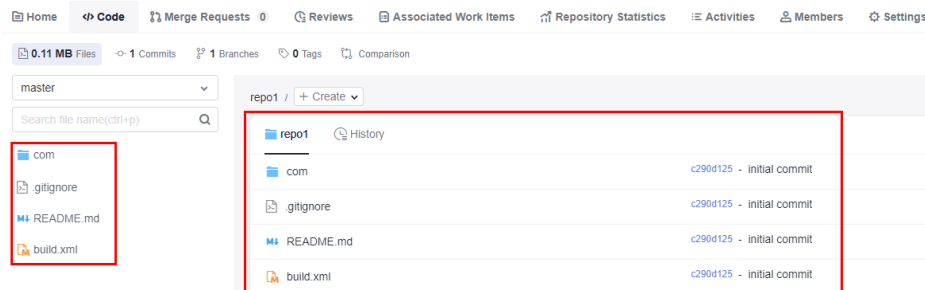 Home Code Merge Requests 0 Reviews Associated Work Items Repository Statistics Activities Members Settings
0.11 MB Files 1 Commits 1 Branches 0 Tags Comparison
master
Search file name(ctrl+p)
com
.gitignore
README.md
build.xml
repo1 / + Create
repo1 History
com c290d125 - initial commit
.gitignore c290d125 - initial commit
README.md c290d125 - initial commit
build.xml c290d125 - initial commit